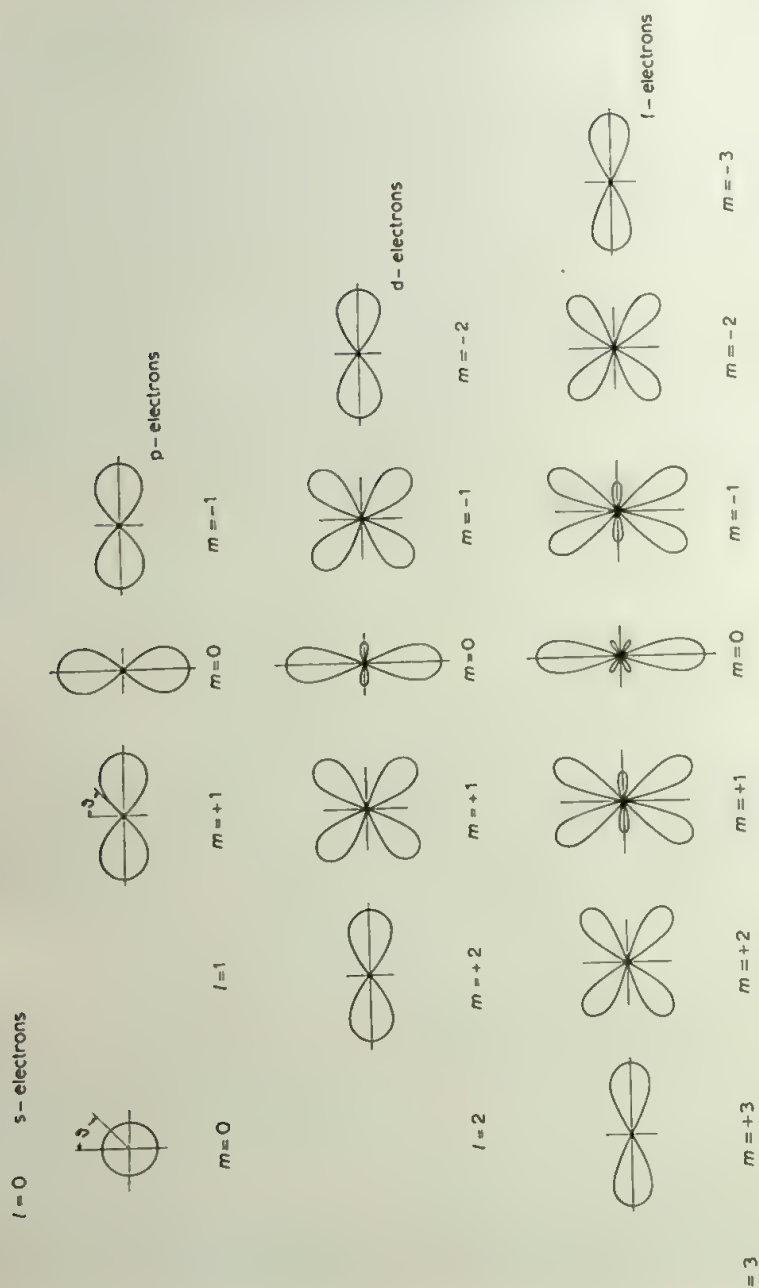 l = 0 s - electrons
ϑ
m = 0
l = 1
ϑ
m = +1
m = 0
m = -1
p - electrons
l = 2
m = +2
m = +1
m = 0
m = -1
m = -2
d - electrons
= 3
m = +3
m = +2
m = +1
m = 0
m = -1
m = -2
m = -3
f - electrons